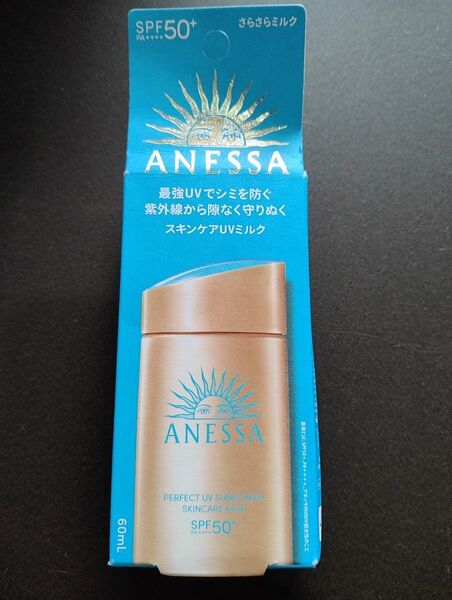 SPF50+
PA++++
さらさらミルク
ANESSA
最強UVでシミを防ぐ
紫外線から隙なく守りぬく
スキンケアUVミルク
ANESSA
PERFECT UV SUNSCREEN
SKINCARE MILK
SPF50+
PA++++
60mL